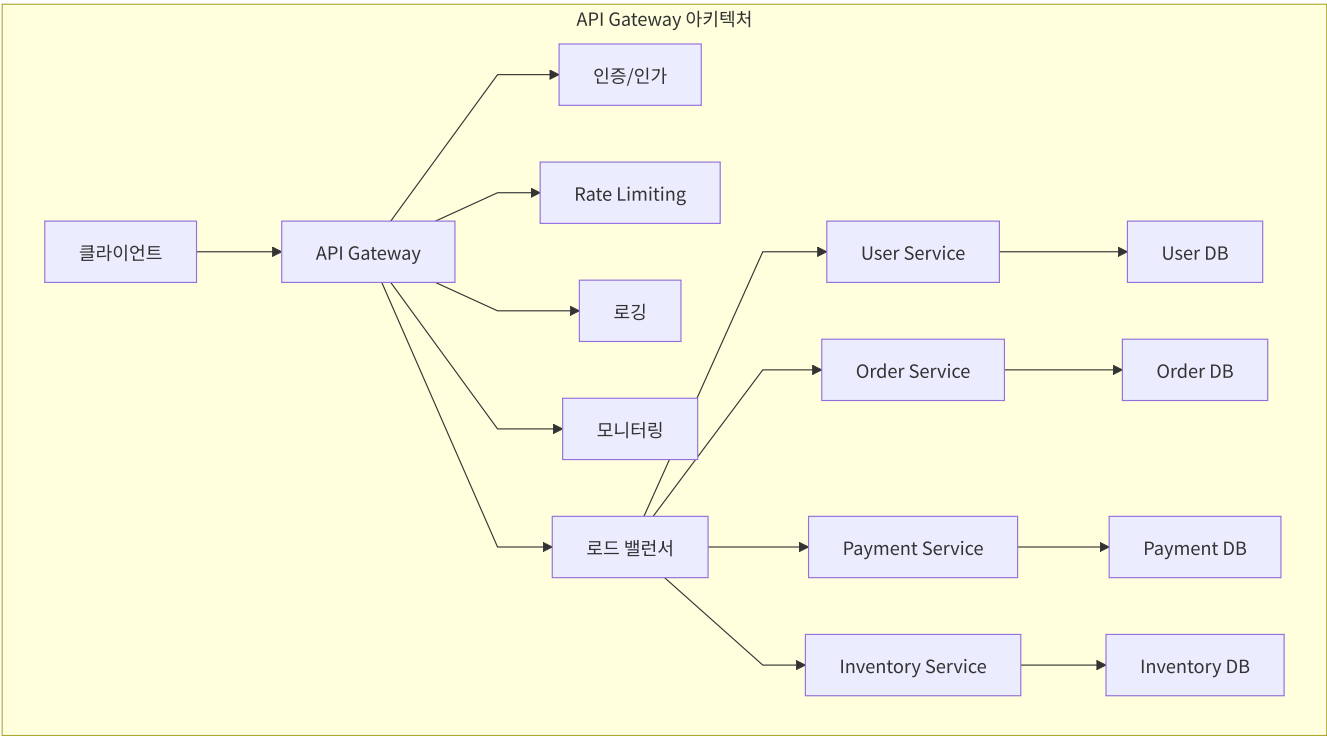 API Gateway 아키텍처
클라이언트
API Gateway
인증/인가
Rate Limiting
로깅
모니터링
로드 밸런서
User Service
Order Service
Payment Service
Inventory Service
User DB
Order DB
Payment DB
Inventory DB